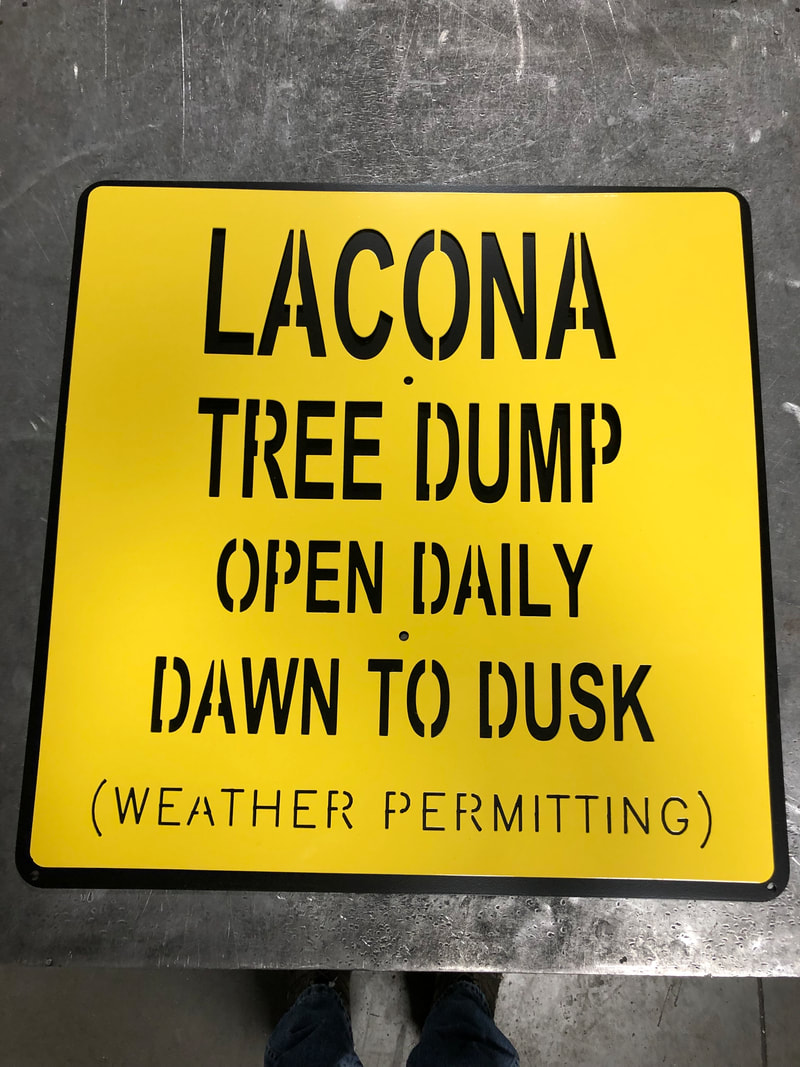 LACONA
TREE DUMP
OPEN DAILY
DAWN TO DUSK
(WEATHER PERMITTING)